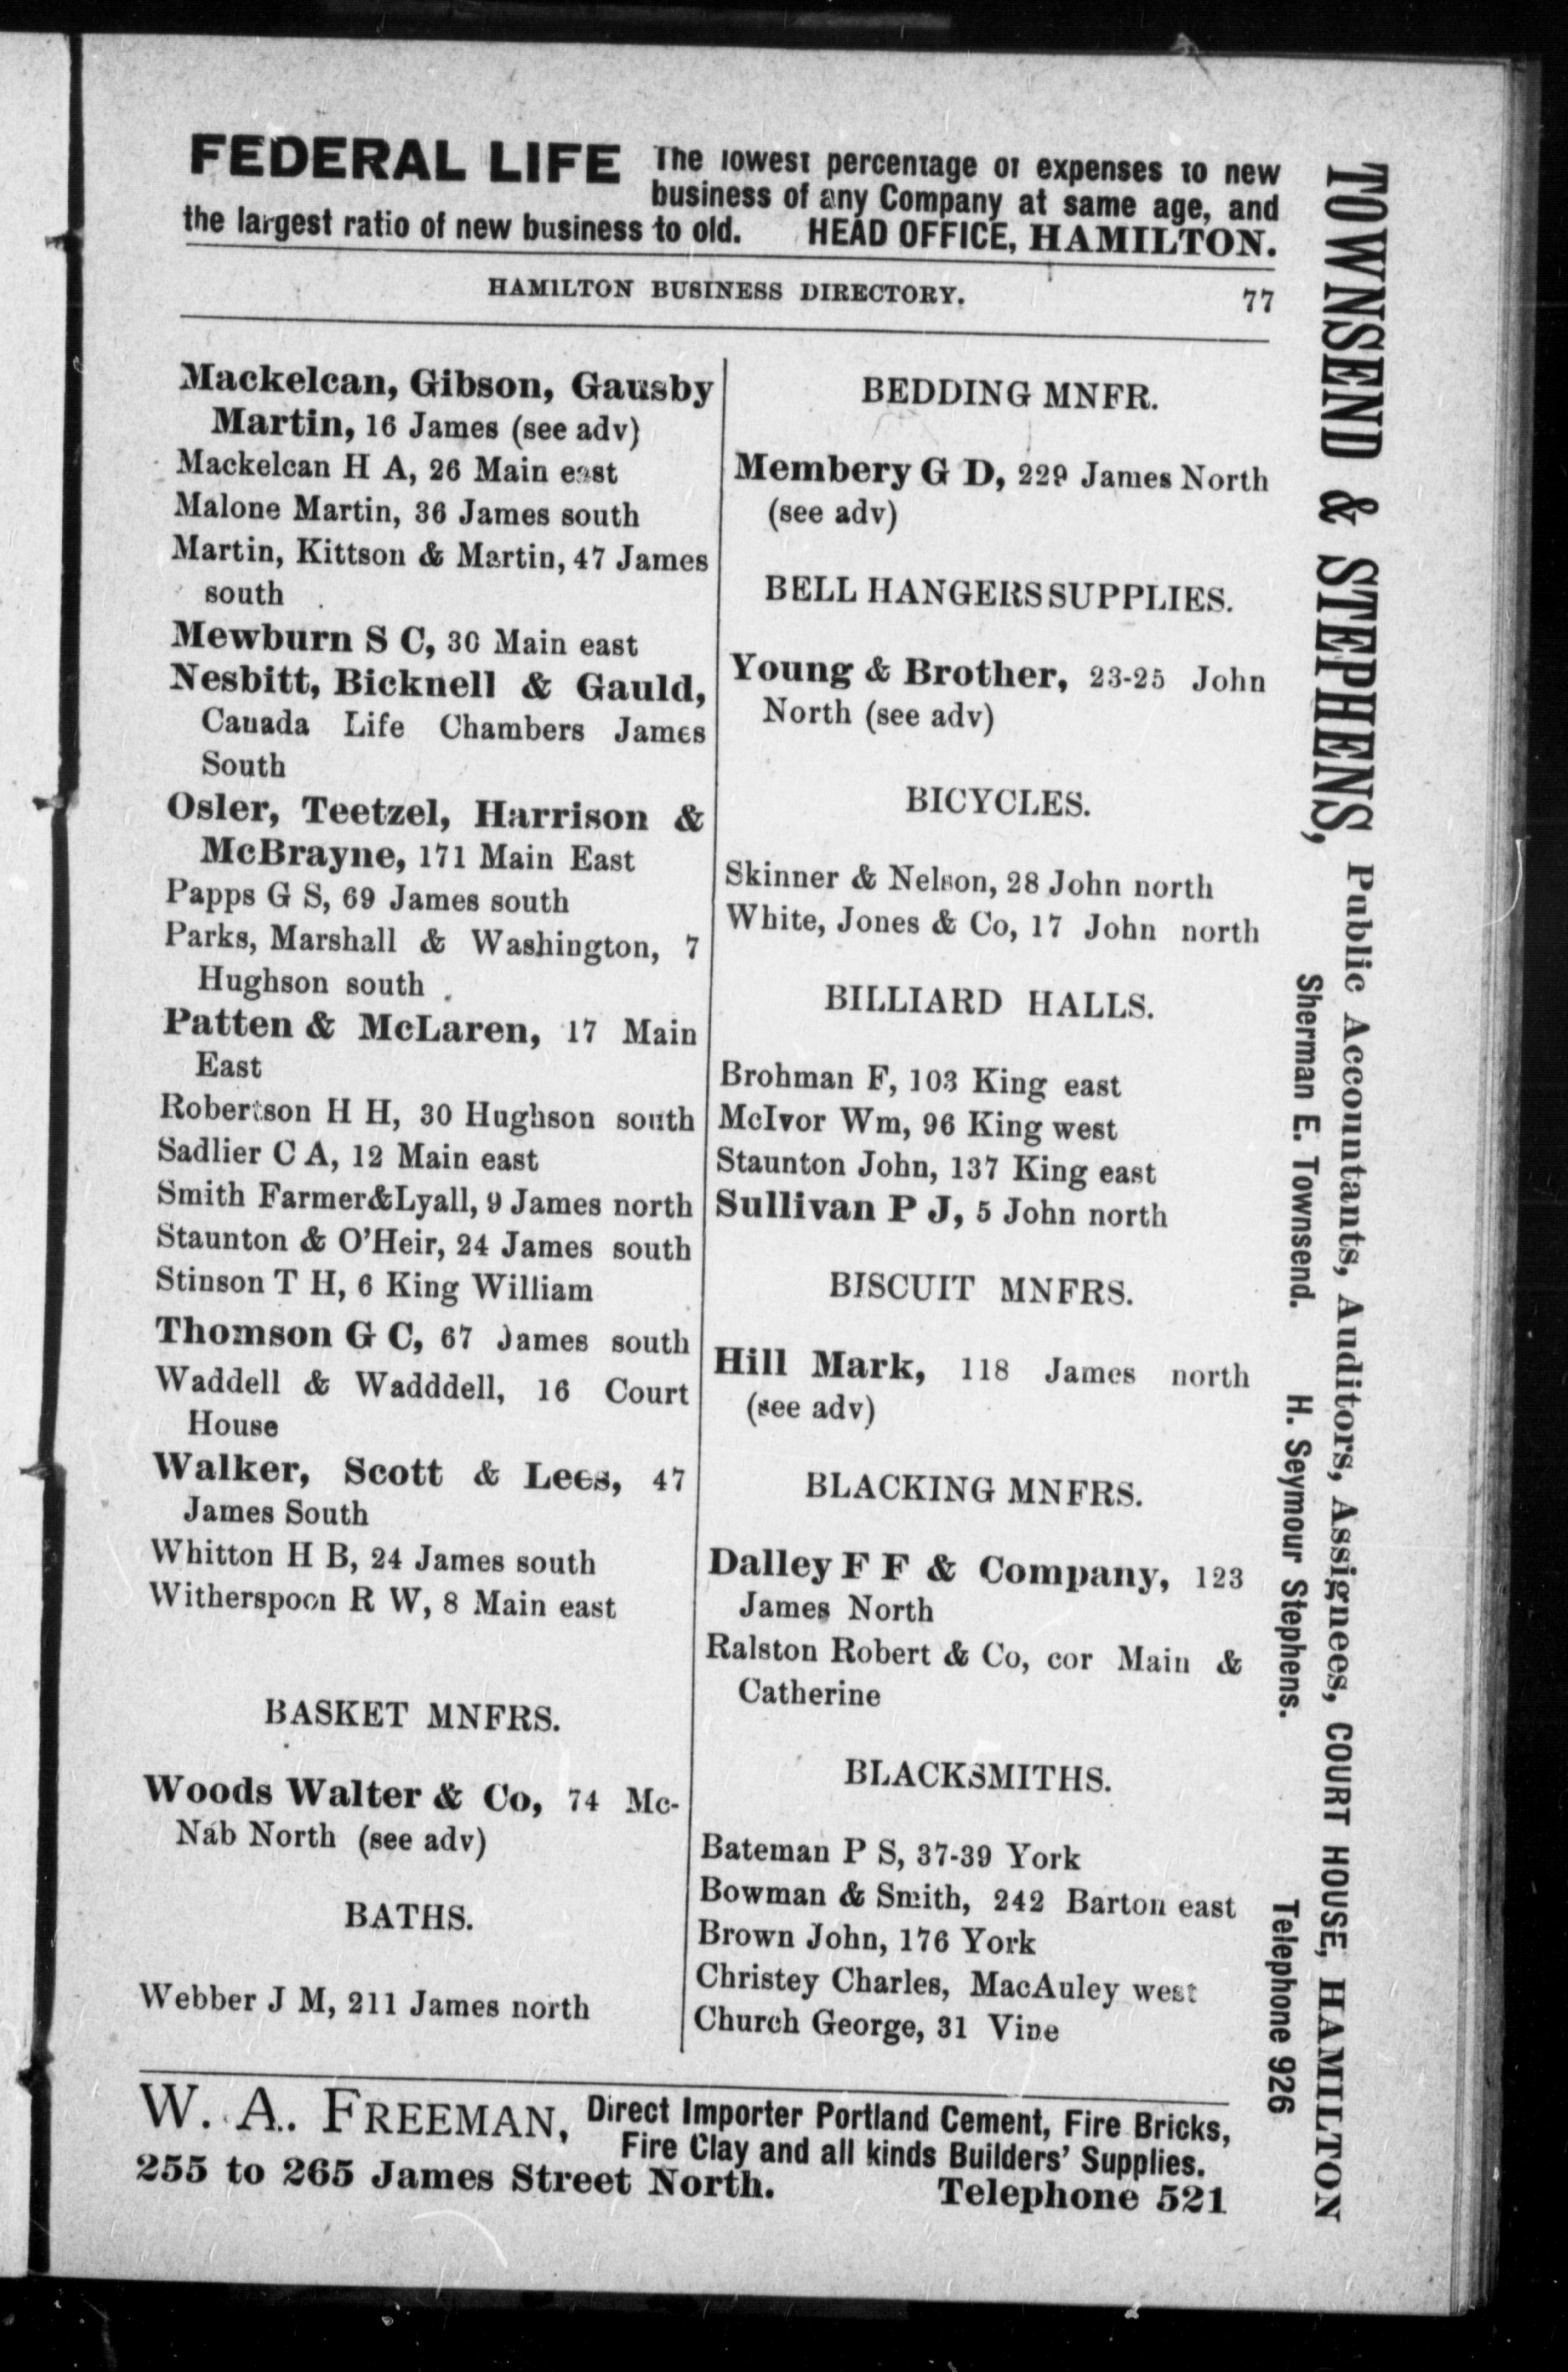 FEDERAL LIFE The lowest percentage of expenses to new
business of any Company at same age, and
the largest ratio of new business to old. HEAD OFFICE, HAMILTON.
HAMILTON BUSINESS DIRECTORY. 77
Mackelcan, Gibson, Gausby
Martin, 16 James (see adv)
Mackelcan H A, 26 Main east
Malone Martin, 36 James south
Martin, Kittson & Martin, 47 James
south
Mewburn S C, 30 Main east
Nesbitt, Bicknell & Gauld,
Canada Life Chambers James
South
Osler, Teetzel, Harrison &
McBrayne, 171 Main East
Papps G S, 69 James south
Parks, Marshall & Washington, 7
Hughson south
Patten & McLaren, 17 Main
East
Robertson H H, 30 Hughson south
Sadlier C A, 12 Main east
Smith Farmer&Lyall, 9 James north
Staunton & O'Heir, 24 James south
Stinson T H, 6 King William
Thomson G C, 67 James south
Waddell & Wadddell, 16 Court
House
Walker, Scott & Lees, 47
James South
Whitton H B, 24 James south
Witherspoon R W, 8 Main east
BASKET MNFRS.
Woods Walter & Co, 74 Mc-
Nab North (see adv)
BATHS.
Webber J M, 211 James north
BEDDING MNFR.
Membery G D, 229 James North
(see adv)
BELL HANGERS SUPPLIES.
Young & Brother, 23-25 John
North (see adv)
BICYCLES.
Skinner & Nelson, 28 John north
White, Jones & Co, 17 John north
BILLIARD HALLS.
Brohman F, 103 King east
McIvor Wm, 96 King west
Staunton John, 137 King east
Sullivan P J, 5 John north
BISCUIT MNFRS.
Hill Mark, 118 James north
(see adv)
BLACKING MNFRS.
Dalley F F & Company, 123
James North
Ralston Robert & Co, cor Main &
Catherine
BLACKSMITHS.
Bateman P S, 37-39 York
Bowman & Smith, 242 Barton east
Brown John, 176 York
Christey Charles, MacAuley west
Church George, 31 Vine
W. A. FREEMAN, Direct Importer Portland Cement, Fire Bricks,
Fire Clay and all kinds Builders' Supplies.
255 to 265 James Street North. Telephone 521
TOWNSEND & STEPHENS, Public Accountants, Auditors, Assignees, COURT HOUSE, HAMILTON
Sherman E. Townsend. H. Seymour Stephens. Telephone 926